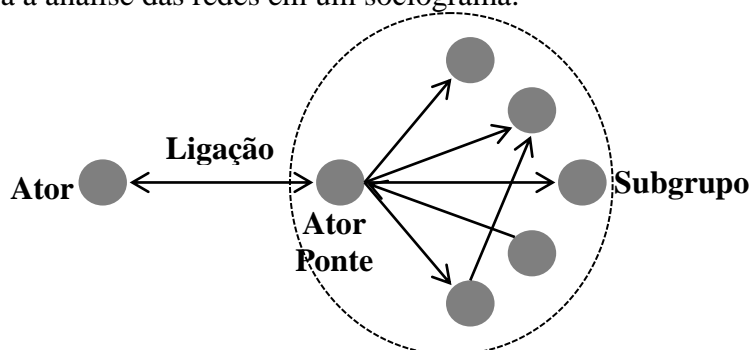 a a análise das redes em um sociograma.
Ligação
Ator
Subgrupo
Ator
Ponte